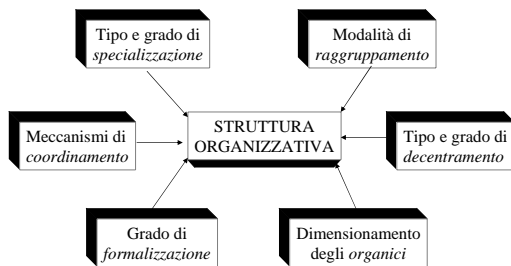 Tipo e grado di
specializzazione
Modalità di
raggruppamento
Meccanismi di
coordinamento
STRUTTURA
ORGANIZZATIVA
Tipo e grado di
decentramento
Grado di
formalizzazione
Dimensionamento
degli organici